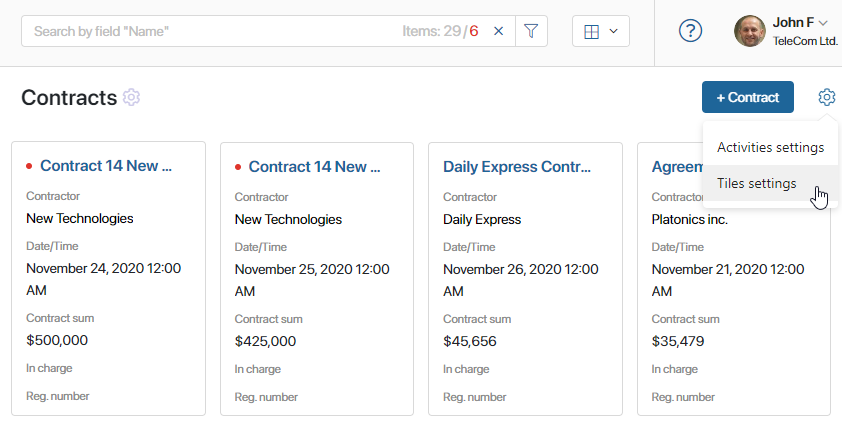 Search by field "Name"
Items: 29/6
John F
TeleCom Ltd.
Contracts
+ Contract
Activities settings
Tiles settings
Contract 14 New ...
Contractor
New Technologies
Date/Time
November 24, 2020 12:00
AM
Contract sum
$500,000
In charge
Reg. number
Contract 14 New ...
Contractor
New Technologies
Date/Time
November 25, 2020 12:00
AM
Contract sum
$425,000
In charge
Reg. number
Daily Express Contr...
Contractor
Daily Express
Date/Time
November 26, 2020 12:00
AM
Contract sum
$45,656
In charge
Reg. number
Agreem
Contractor
Platonics inc.
Date/Time
November 21, 2020 12:00
AM
Contract sum
$35,479
In charge
Reg. number